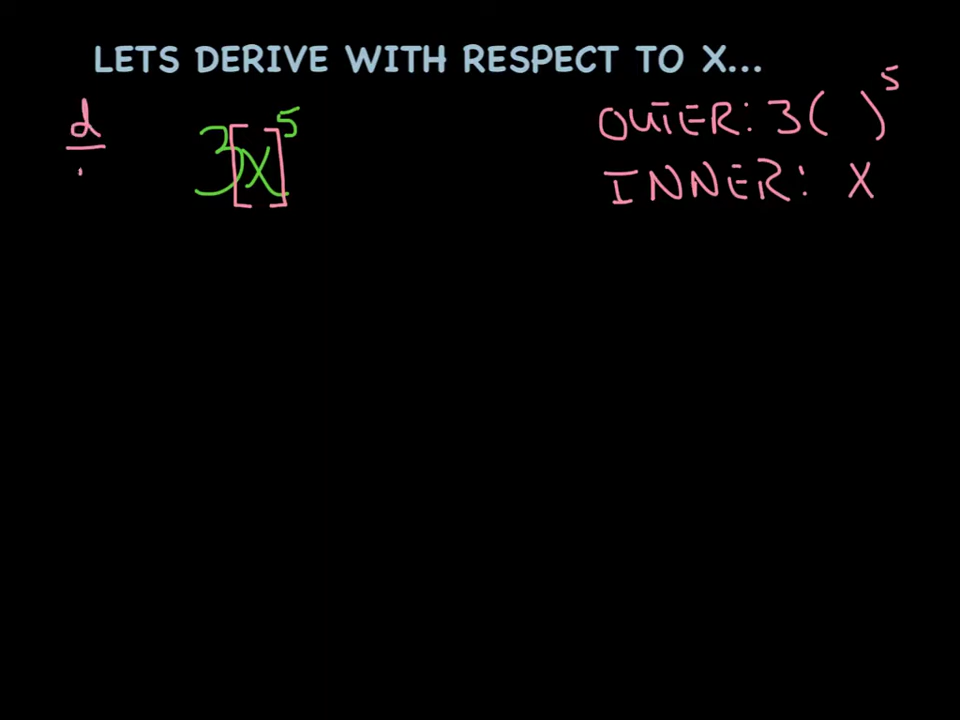 LETS DERIVE WITH RESPECT TO X...
d
3[x]^5
OUTER: 3( )^5
INNER: X